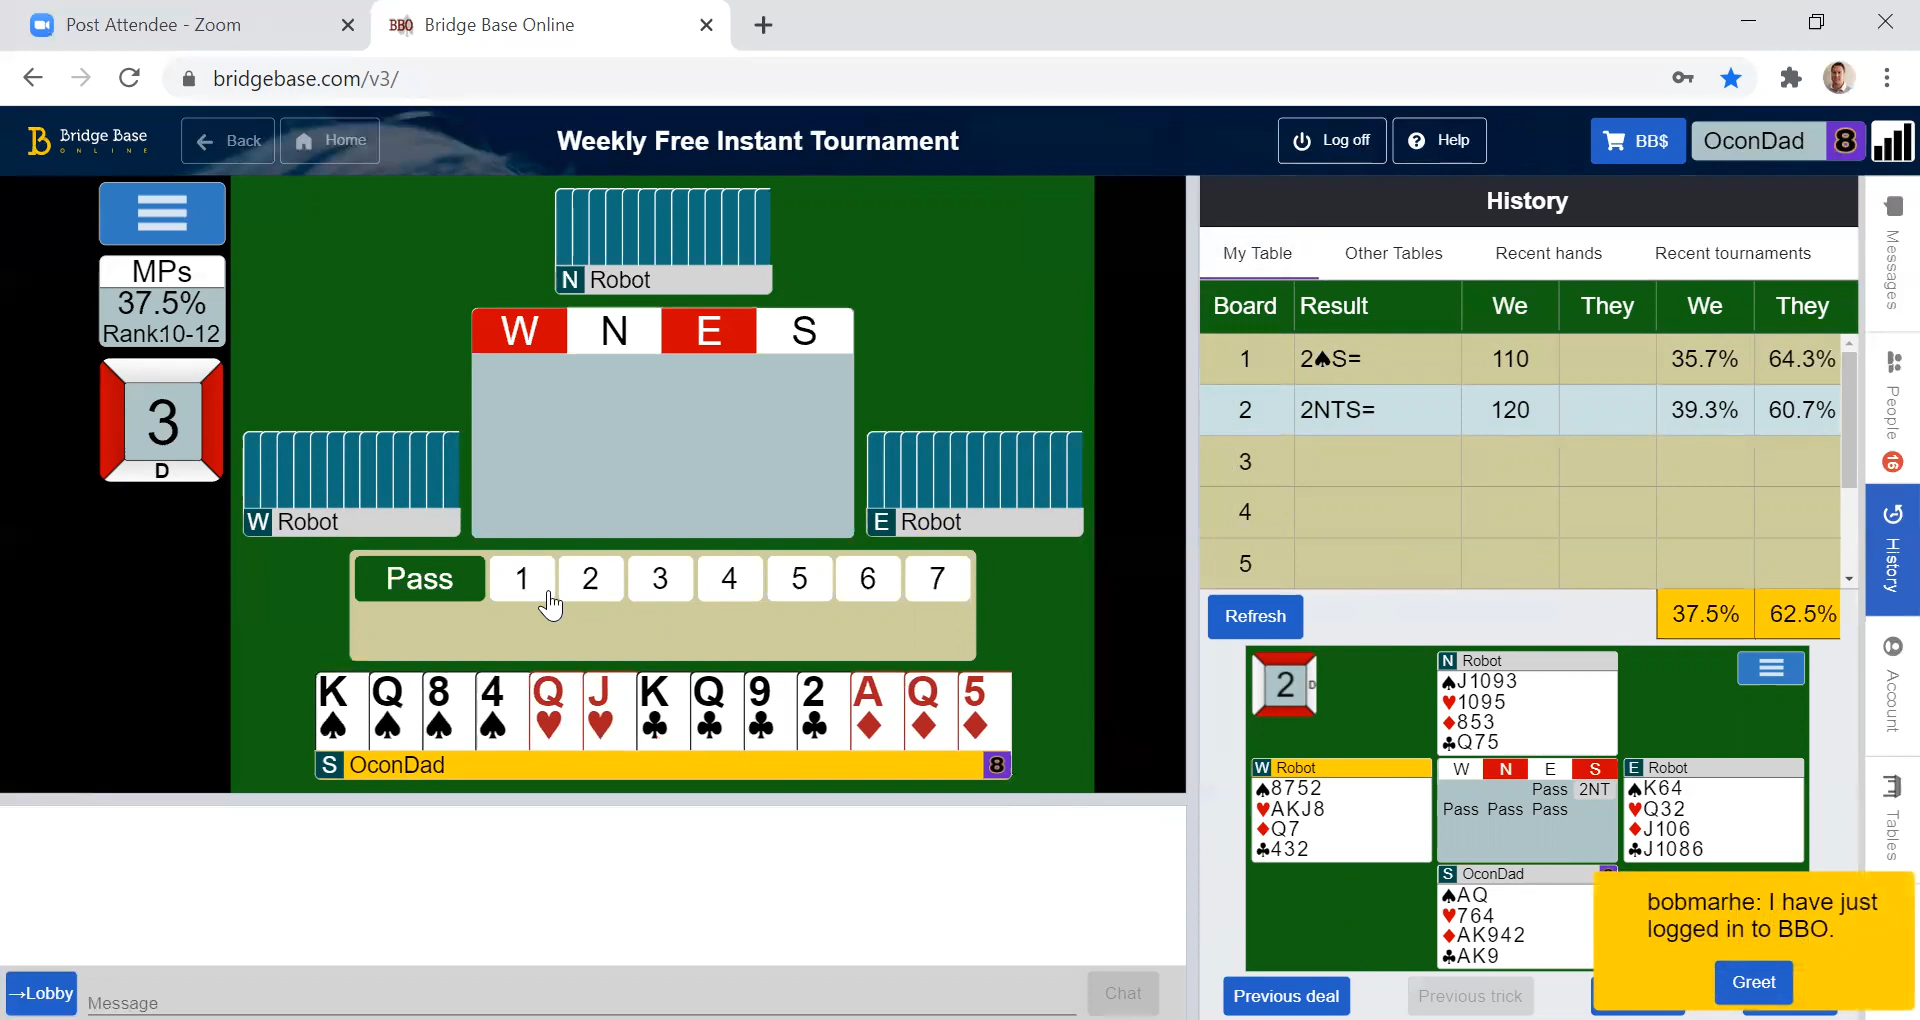 Post Attendee - Zoom
BBO Bridge Base Online
bridgebase.com/v3/
Bridge Base
ONLINE
Back
Home
Weekly Free Instant Tournament
Log off
Help
BB$
OconDad 8
MPs
37.5%
Rank:10-12
3
D
N Robot
W N E S
W Robot
E Robot
Pass 1 2 3 4 5 6 7
K♠ Q♠ 8♠ 4♠ Q♥ J♥ K♣ Q♣ 9♣ 2♣ A♦ Q♦ 5♦
S OconDad 8
→Lobby
Message
Chat
History
My Table Other Tables Recent hands Recent tournaments
Board Result We They We They
1 2♠S= 110 35.7% 64.3%
2 2NTS= 120 39.3% 60.7%
3
4
5
Refresh
37.5% 62.5%
2 D
N Robot
♠J1093
♥1095
♦853
♣Q75
W Robot
♠8752
♥AKJ8
♦Q7
♣432
W N E S
Pass 2NT
Pass Pass Pass
E Robot
♠K64
♥Q32
♦J106
♣J1086
S OconDad
♠AQ
♥764
♦AK942
♣AK9
Previous deal
Previous trick
bobmarhe: I have just
logged in to BBO.
Greet
Messages
People
16
History
Account
Tables